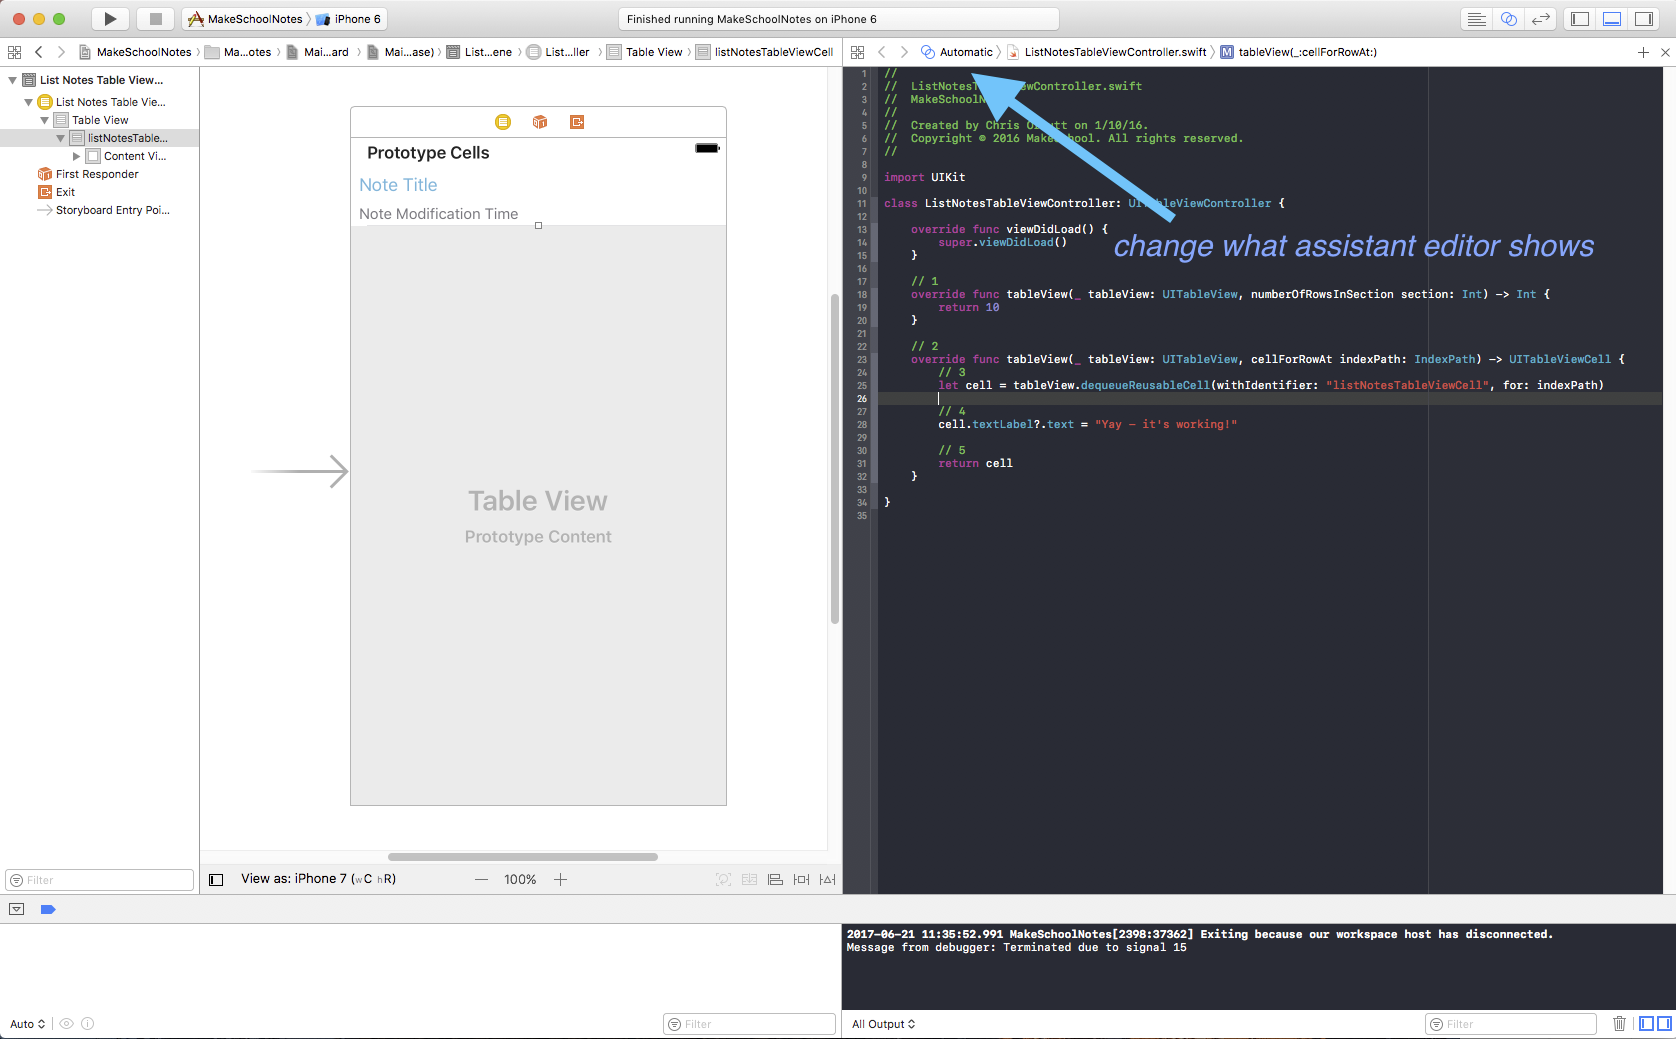 MakeSchoolNotes iPhone 6
Finished running MakeSchoolNotes on iPhone 6
MakeSchoolNotes Ma...otes Mai...ard Mai...ase) List...ene List...ller Table View listNotesTableViewCell
Automatic ListNotesTableViewController.swift M tableView(_:cellForRowAt:)
List Notes Table View...
List Notes Table Vie...
Table View
listNotesTable...
Content Vi...
First Responder
Exit
Storyboard Entry Poi...
Filter
Prototype Cells
Note Title
Note Modification Time
Table View
Prototype Content
View as: iPhone 7 (wC hR)
100%
1 //
2 // ListNotes wController.swift
3 // MakeSchoolN
4 //
5 // Created by Chris O utt on 1/10/16.
6 // Copyright © 2016 Make chool. All rights reserved.
7 //
8
9 import UIKit
10
11 class ListNotesTableViewController: UITableViewController {
12
13 override func viewDidLoad() {
14 super.viewDidLoad()
15 }
16
17 // 1
18 override func tableView(_ tableView: UITableView, numberOfRowsInSection section: Int) -> Int {
19 return 10
20 }
21
22 // 2
23 override func tableView(_ tableView: UITableView, cellForRowAt indexPath: IndexPath) -> UITableViewCell {
24 // 3
25 let cell = tableView.dequeueReusableCell(withIdentifier: "listNotesTableViewCell", for: indexPath)
26
27 // 4
28 cell.textLabel?.text = "Yay - it's working!"
29
30 // 5
31 return cell
32 }
33
34 }
35
change what assistant editor shows
2017-06-21 11:35:52.991 MakeSchoolNotes[2398:37362] Exiting because our workspace host has disconnected.
Message from debugger: Terminated due to signal 15
Auto
Filter
All Output
Filter